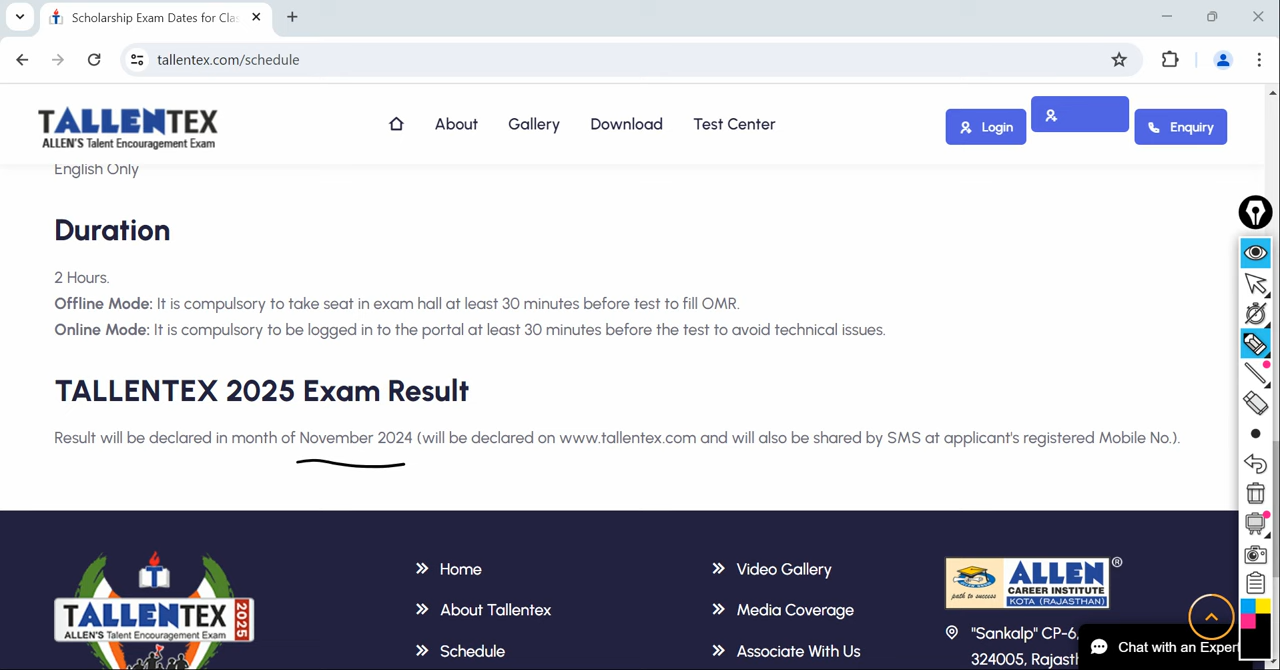 Scholarship Exam Dates for Cla
tallentex.com/schedule
TALLENTEX
ALLEN'S Talent Encouragement Exam
About
Gallery
Download
Test Center
Login
Enquiry
English Only
Duration
2 Hours.
Offline Mode: It is compulsory to take seat in exam hall at least 30 minutes before test to fill OMR.
Online Mode: It is compulsory to be logged in to the portal at least 30 minutes before the test to avoid technical issues.
TALLENTEX 2025 Exam Result
Result will be declared in month of November 2024 (will be declared on www.tallentex.com and will also be shared by SMS at applicant's registered Mobile No.).
TALLENTEX 2025
ALLEN'S Talent Encouragement Exam
Home
About Tallentex
Schedule
Video Gallery
Media Coverage
Associate With Us
path to success
ALLEN ®
CAREER INSTITUTE
KOTA (RAJASTHAN)
"Sankalp" CP-6,
324005, Rajast
Chat with an Expert